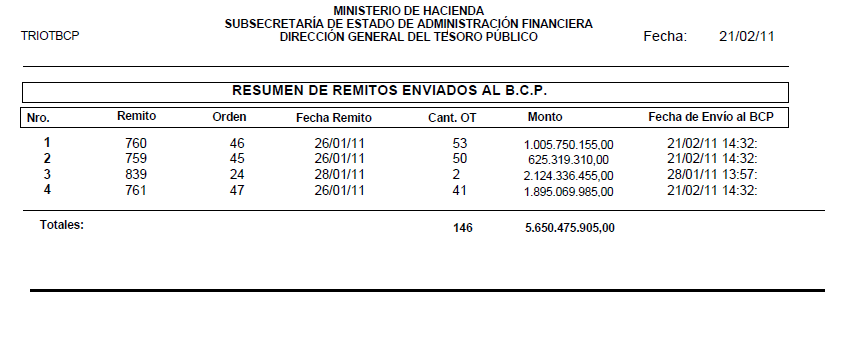 MINISTERIO DE HACIENDA
SUBSECRETARÍA DE ESTADO DE ADMINISTRACIÓN FINANCIERA
TRIOTBCP DIRECCIÓN GENERAL DEL TESORO PÚBLICO Fecha: 21/02/11
RESUMEN DE REMITOS ENVIADOS AL B.C.P.
Nro. Remito Orden Fecha Remito Cant. OT Monto Fecha de Envío al BCP
1 760 46 26/01/11 53 1.005.750.155,00 21/02/11 14:32:
2 759 45 26/01/11 50 625.319.310,00 21/02/11 14:32:
3 839 24 28/01/11 2 2.124.336.455,00 28/01/11 13:57:
4 761 47 26/01/11 41 1.895.069.985,00 21/02/11 14:32:
Totales: 146 5.650.475.905,00